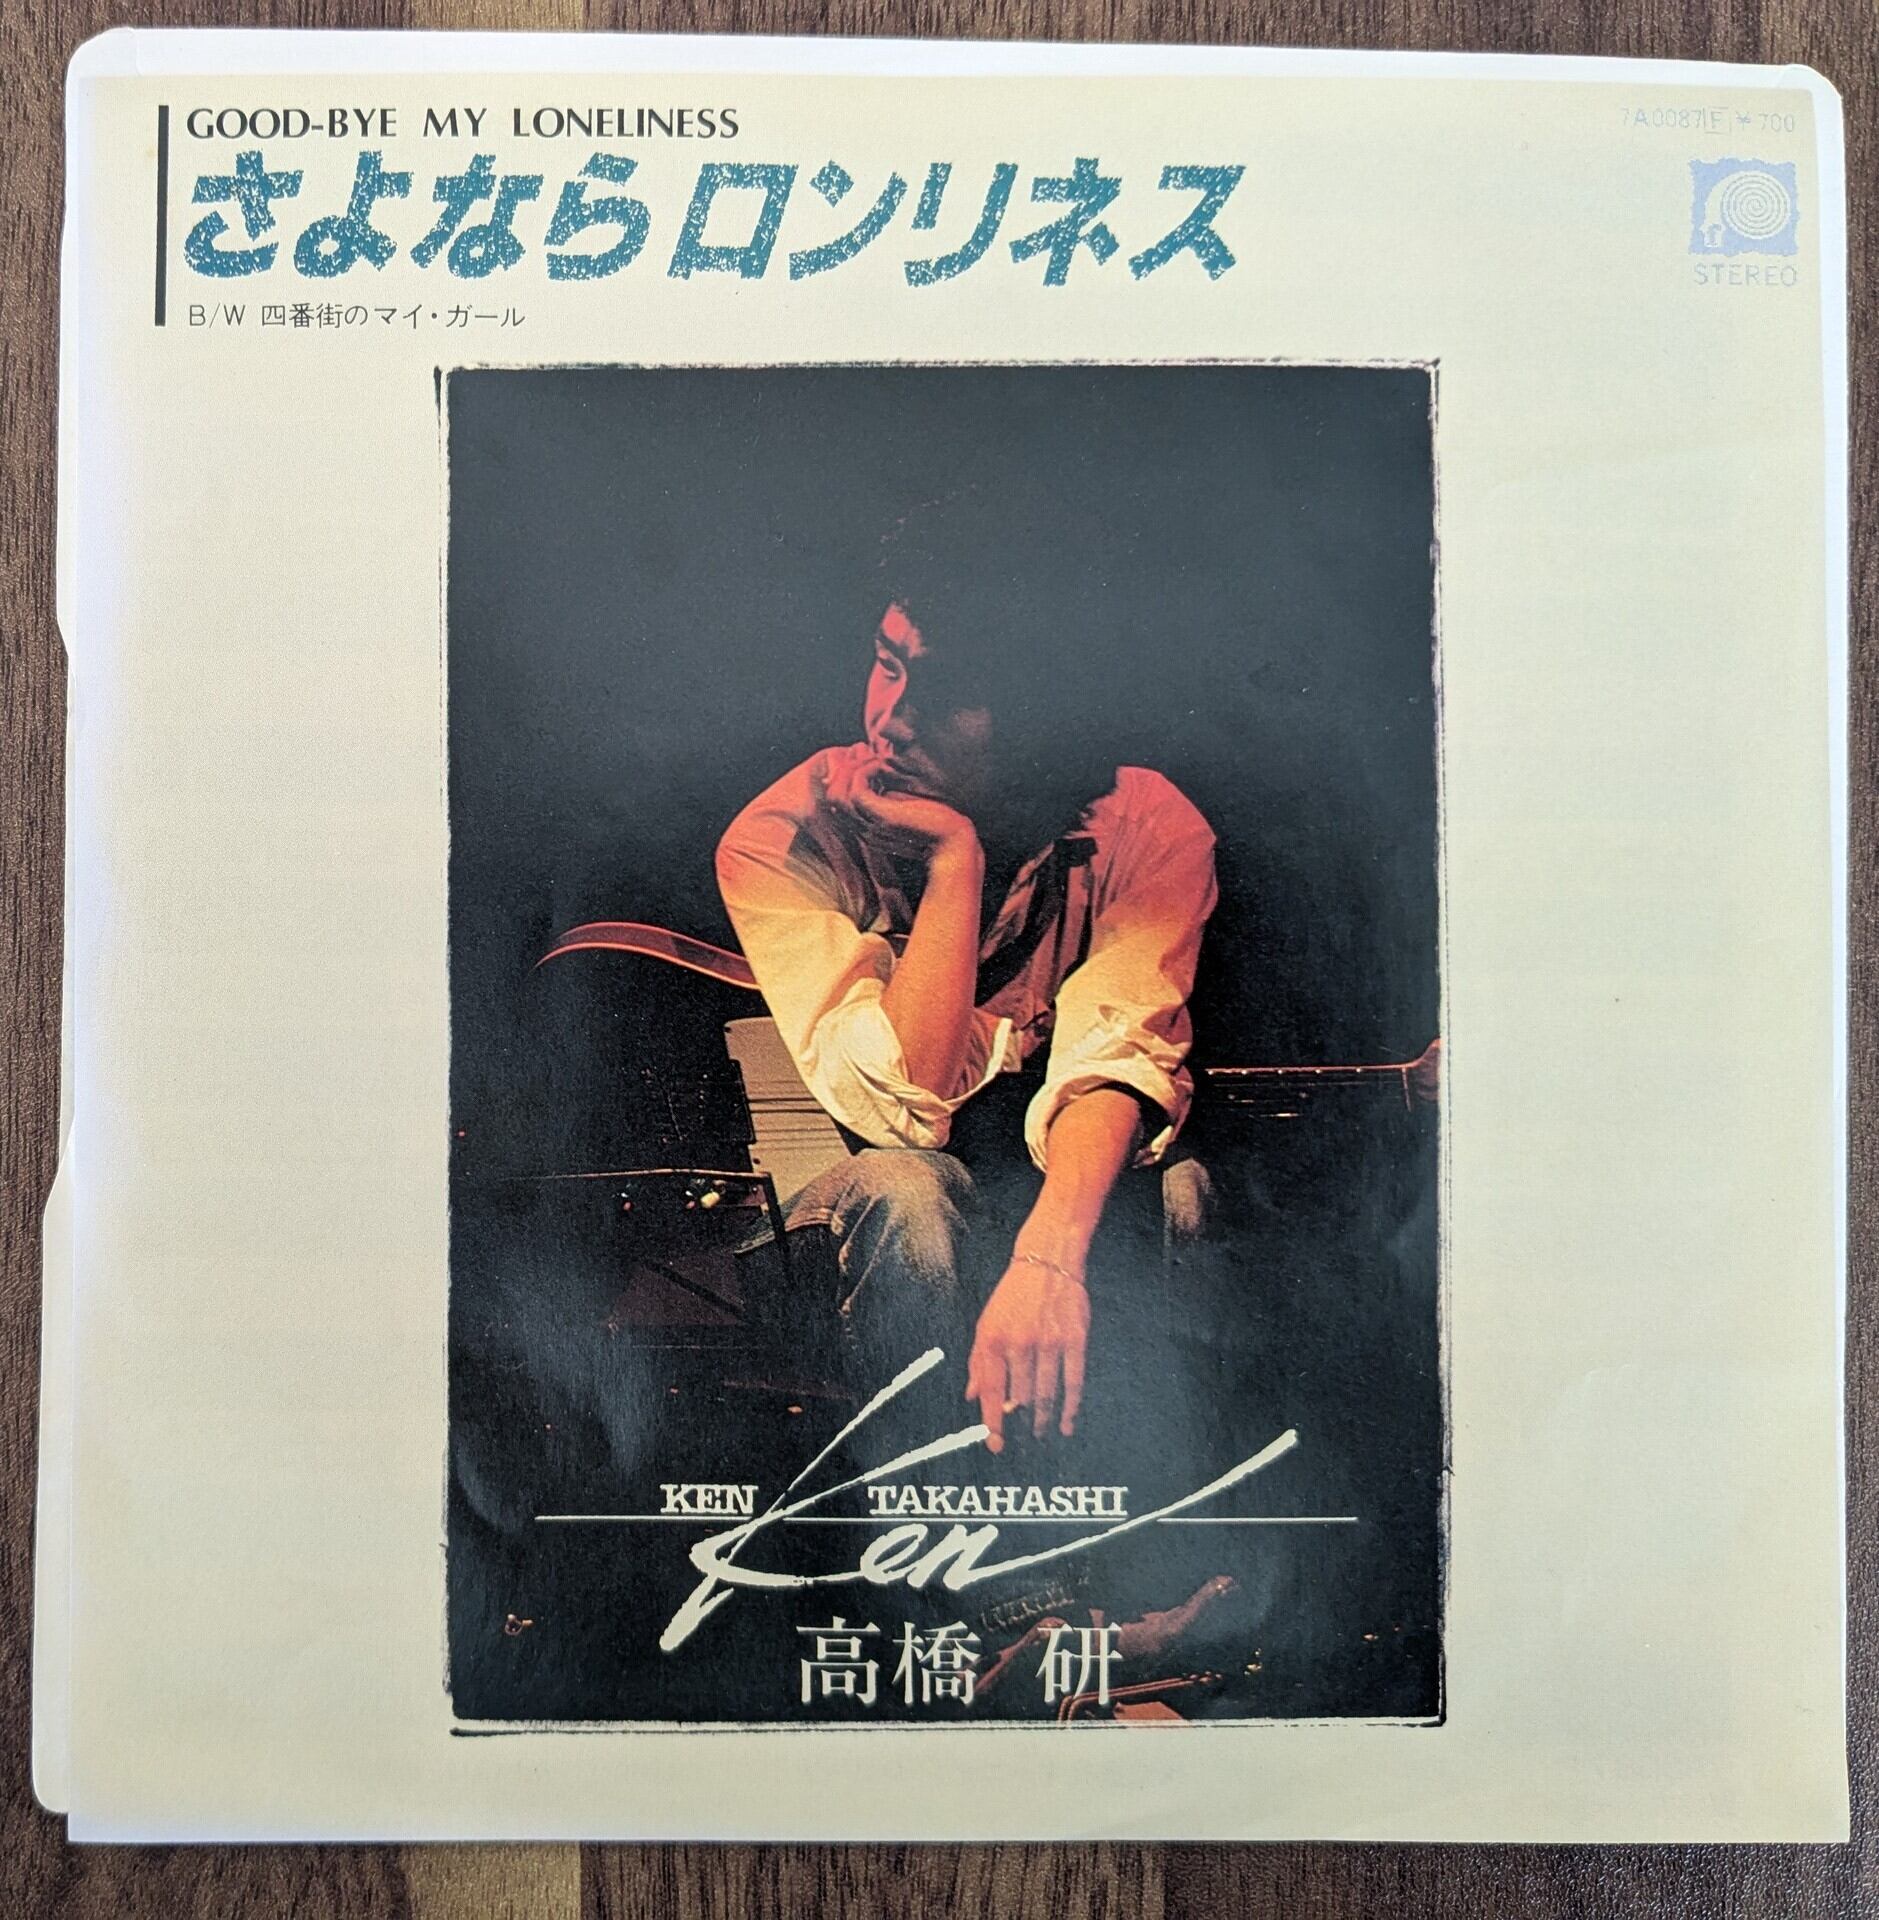 GOOD-BYE MY LONELINESS
7A0087 F ¥700
さよならロンリネス
f
STEREO
B/W 四番街のマイ・ガール
KEN TAKAHASHI
Ken
高橋 研